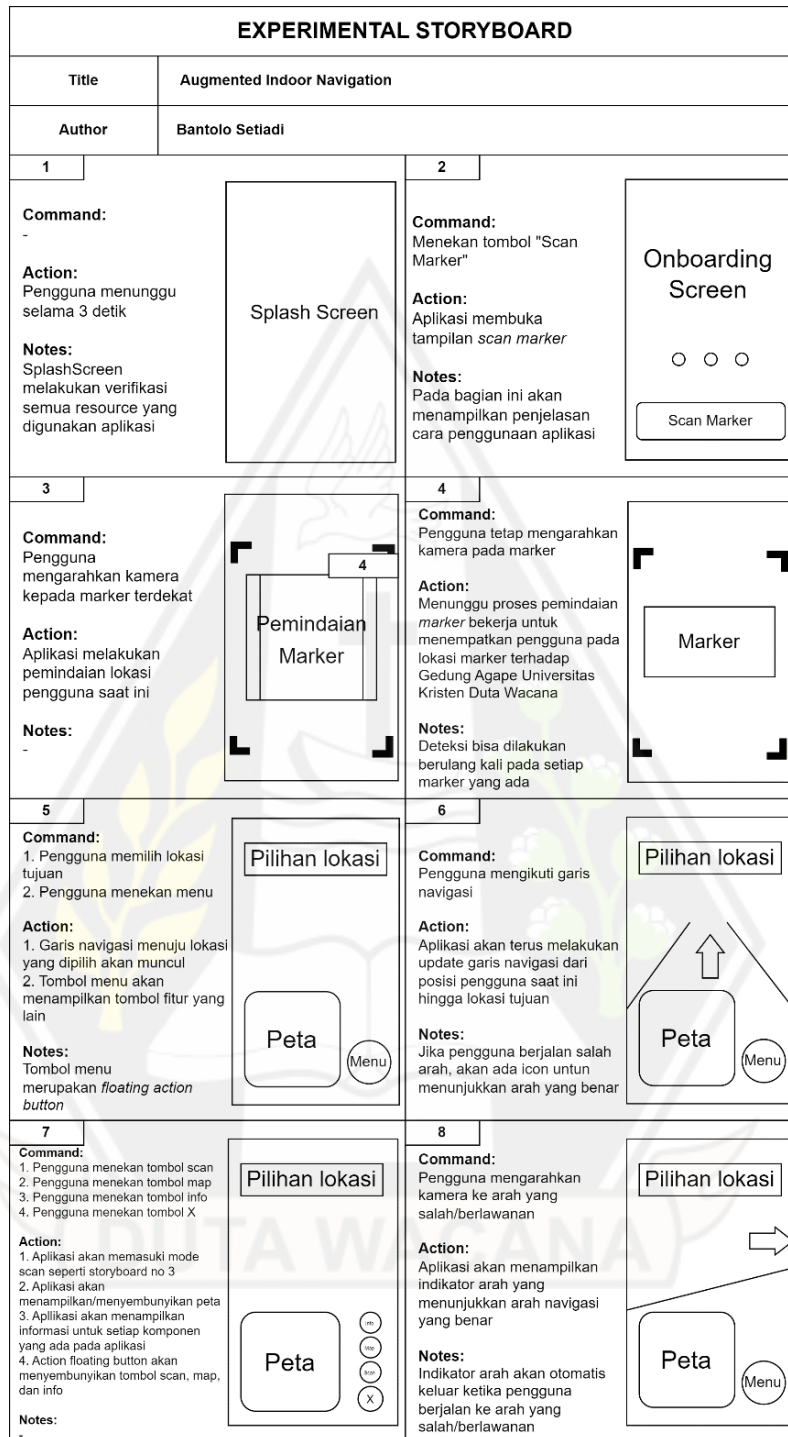 EXPERIMENTAL STORYBOARD
Title
Augmented Indoor Navigation
Author
Bantolo Setiadi
1
Command:
-
Action:
Pengguna menunggu
selama 3 detik
Notes:
SplashScreen
melakukan verifikasi
semua resource yang
digunakan aplikasi
Splash Screen
2
Command:
Menekan tombol "Scan
Marker"
Action:
Aplikasi membuka
tampilan scan marker
Notes:
Pada bagian ini akan
menampilkan penjelasan
cara penggunaan aplikasi
Onboarding
Screen
Scan Marker
3
Command:
Pengguna
mengarahkan kamera
kepada marker terdekat
Action:
Aplikasi melakukan
pemindaian lokasi
pengguna saat ini
Notes:
-
4
Pemindaian
Marker
4
Command:
Pengguna tetap mengarahkan
kamera pada marker
Action:
Menunggu proses pemindaian
marker bekerja untuk
menempatkan pengguna pada
lokasi marker terhadap
Gedung Agape Universitas
Kristen Duta Wacana
Notes:
Deteksi bisa dilakukan
berulang kali pada setiap
marker yang ada
Marker
5
Command:
1. Pengguna memilih lokasi
tujuan
2. Pengguna menekan menu
Action:
1. Garis navigasi menuju lokasi
yang dipilih akan muncul
2. Tombol menu akan
menampilkan tombol fitur yang
lain
Notes:
Tombol menu
merupakan floating action
button
Pilihan lokasi
Peta
Menu
6
Command:
Pengguna mengikuti garis
navigasi
Action:
Aplikasi akan terus melakukan
update garis navigasi dari
posisi pengguna saat ini
hingga lokasi tujuan
Notes:
Jika pengguna berjalan salah
arah, akan ada icon untun
menunjukkan arah yang benar
Pilihan lokasi
Peta
Menu
7
Command:
1. Pengguna menekan tombol scan
2. Pengguna menekan tombol map
3. Pengguna menekan tombol info
4. Pengguna menekan tombol X
Action:
1. Aplikasi akan memasuki mode
scan seperti storyboard no 3
2. Aplikasi akan
menampilkan/menyembunyikan peta
3. Apllikasi akan menampilkan
informasi untuk setiap komponen
yang ada pada aplikasi
4. Action floating button akan
menyembunyikan tombol scan, map,
dan info
Notes:
-
Pilihan lokasi
Peta
Info
Map
Scan
X
8
Command:
Pengguna mengarahkan
kamera ke arah yang
salah/berlawanan
Action:
Aplikasi akan menampilkan
indikator arah yang
menunjukkan arah navigasi
yang benar
Notes:
Indikator arah akan otomatis
keluar ketika pengguna
berjalan ke arah yang
salah/berlawanan
Pilihan lokasi
Peta
Menu
DUTA WACANA